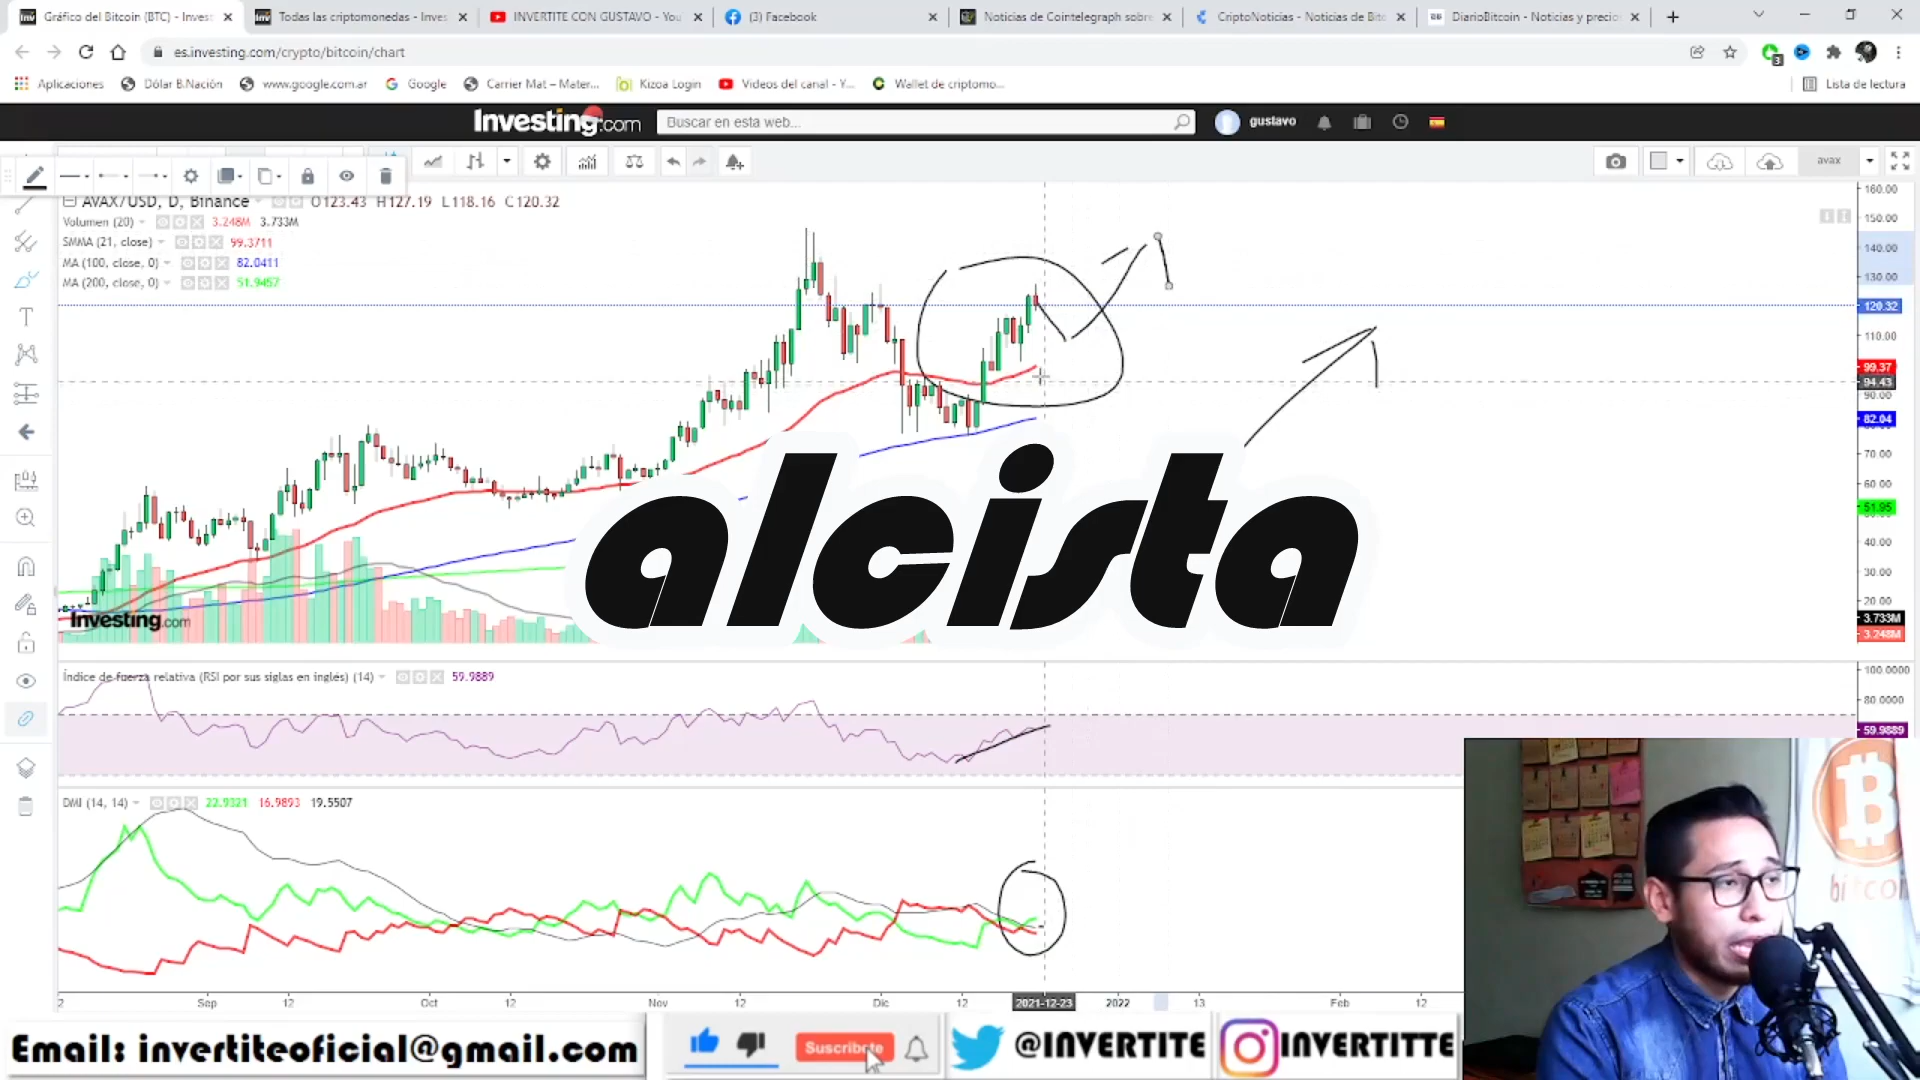 Gráfico del Bitcoin (BTC) - Inves
Todas las criptomonedas - Inves
INVERTITE CON GUSTAVO - You
(3) Facebook
Noticias de Cointelegraph sobre
CriptoNoticias - Noticias de Bitc
DiarioBitcoin - Noticias y precio
es.investing.com/crypto/bitcoin/chart
3
Aplicaciones
Dólar B.Nación
www.google.com.ar
Google
Carrier Mat – Mater...
Kizoa Login
Videos del canal - Y...
Wallet de criptomo...
Lista de lectura
Investing.com
Buscar en esta web...
gustavo
avax
AVAX/USD, D, Binance
O123.43 H127.19 L118.16 C120.32
Volumen (20) 3.248M 3.733M
SMMA (21, close) 99.3711
MA (100, close, 0) 82.0411
MA (200, close, 0) 51.9457
160.00
150.00
140.00
130.00
120.32
110.00
99.37
94.43
90.00
82.04
70.00
60.00
51.95
40.00
30.00
20.00
3.733M
3.248M
alcista
Investing.com
Índice de fuerza relativa (RSI por sus siglas en inglés) (14) 59.9889
100.0000
80.0000
59.9889
DMI (14, 14) 22.9321 16.9893 19.5507
2 Sep 12 Oct 12 Nov 12 Dic 12 2021-12-23 2022 13 Feb 12
bitcoin
Emails: invertiteoficial@gmail.com
Suscribete
@INVERTITE
INVERTITTE